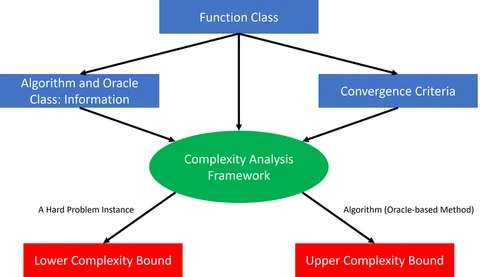 Function Class
Algorithm and Oracle
Class: Information
Convergence Criteria
Complexity Analysis
Framework
A Hard Problem Instance
Algorithm (Oracle-based Method)
Lower Complexity Bound
Upper Complexity Bound